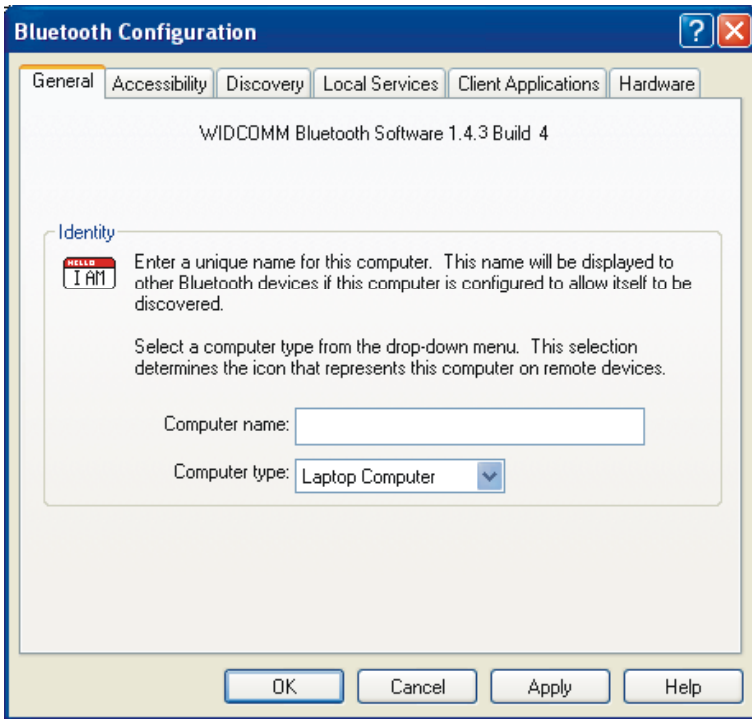 Bluetooth Configuration
?
General Accessibility Discovery Local Services Client Applications Hardware
WIDCOMM Bluetooth Software 1.4.3 Build 4
Identity
HELLO
I AM
Enter a unique name for this computer. This name will be displayed to
other Bluetooth devices if this computer is configured to allow itself to be
discovered.
Select a computer type from the drop-down menu. This selection
determines the icon that represents this computer on remote devices.
Computer name:
Computer type: Laptop Computer
OK Cancel Apply Help